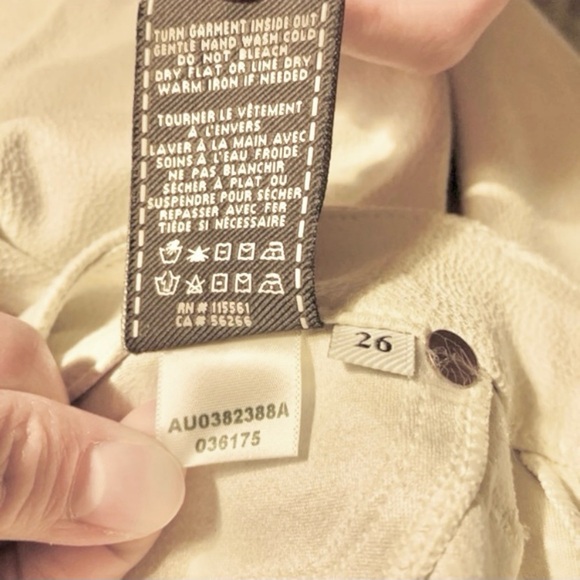 TURN GARMENT INSIDE OUT
GENTLE HAND WASH COLD
DO NOT BLEACH
DRY FLAT OR LINE DRY
WARM IRON IF NEEDED
TOURNER LE VÊTEMENT
À L'ENVERS
LAVER À LA MAIN AVEC
SOINS À L'EAU FROIDE
NE PAS BLANCHIR
SÉCHER À PLAT OU
SUSPENDRE POUR SÉCHER
REPASSER AVEC FER
TIÈDE SI NÉCESSAIRE
RN # 115561
CA # 56266
26
AU0382388A
036175